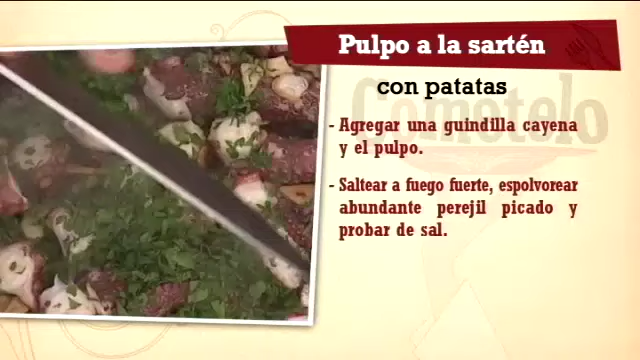 Pulpo a la sartén
con patatas
Cómetelo
- Agregar una guindilla cayena
y el pulpo.
- Saltear a fuego fuerte, espolvorear
abundante perejil picado y
probar de sal.